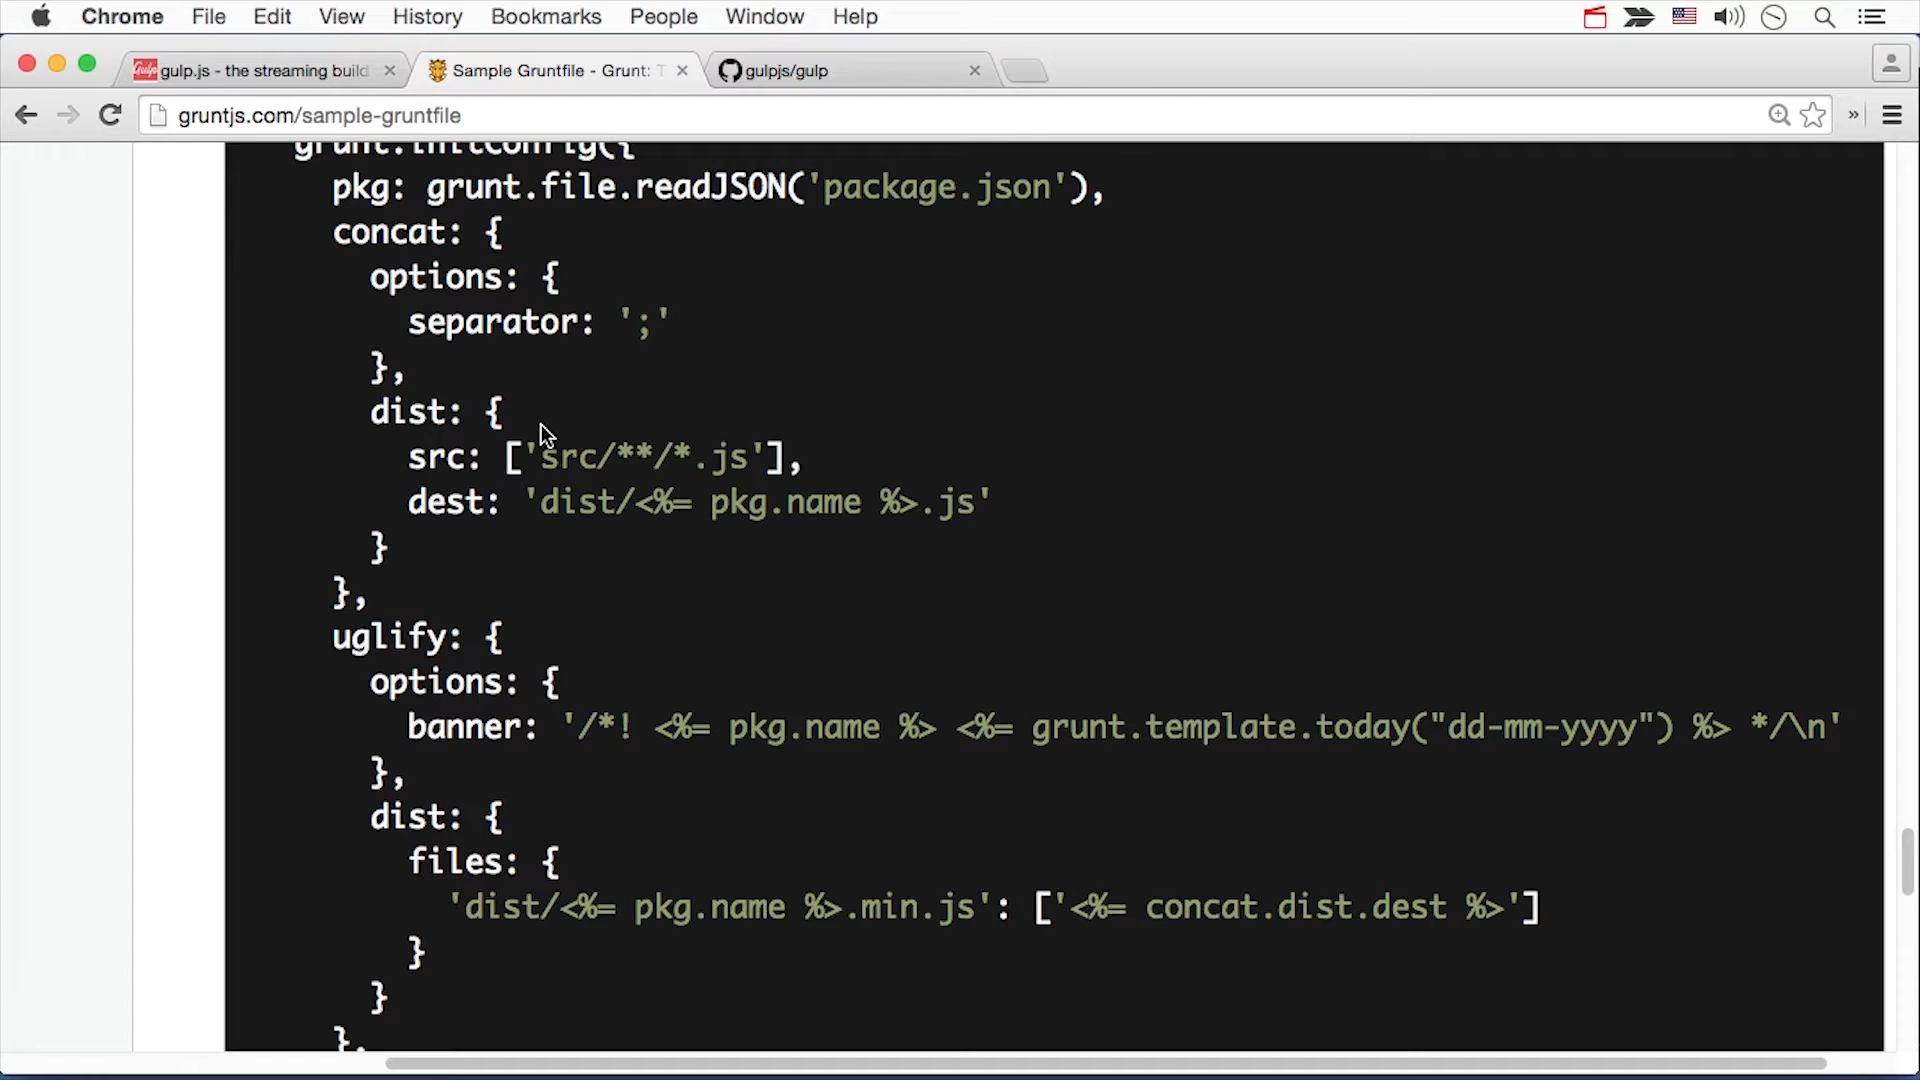 Chrome File Edit View History Bookmarks People Window Help
gulp.js - the streaming build
Sample Gruntfile - Grunt: T
gulpjs/gulp
gruntjs.com/sample-gruntfile
grunt.initConfig({
pkg: grunt.file.readJSON('package.json'),
concat: {
options: {
separator: ';'
},
dist: {
src: ['src/**/*.js'],
dest: 'dist/<%= pkg.name %>.js'
}
},
uglify: {
options: {
banner: '/*! <%= pkg.name %> <%= grunt.template.today("dd-mm-yyyy") %> */\n'
},
dist: {
files: {
'dist/<%= pkg.name %>.min.js': ['<%= concat.dist.dest %>']
}
}
},